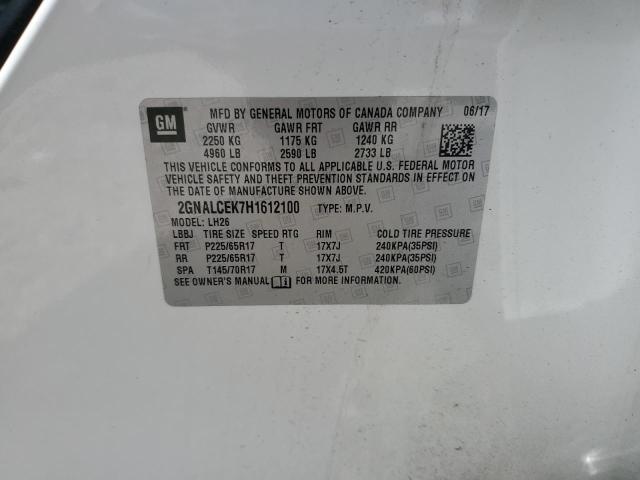 GM
MFD BY GENERAL MOTORS OF CANADA COMPANY 06/17
GVWR GAWR FRT GAWR RR
2250 KG 1175 KG 1240 KG
4960 LB 2590 LB 2733 LB
THIS VEHICLE CONFORMS TO ALL APPLICABLE U.S. FEDERAL MOTOR
VEHICLE SAFETY AND THEFT PREVENTION STANDARDS IN EFFECT ON
THE DATE OF MANUFACTURE SHOWN ABOVE.
2GNALCEK7H1612100 TYPE: M.P.V.
MODEL: LH26
LBBJ TIRE SIZE SPEED RTG RIM COLD TIRE PRESSURE
FRT P225/65R17 T 17X7J 240KPA(35PSI)
RR P225/65R17 T 17X7J 240KPA(35PSI)
SPA T145/70R17 M 17X4.5T 420KPA(60PSI)
SEE OWNER'S MANUAL FOR MORE INFORMATION.